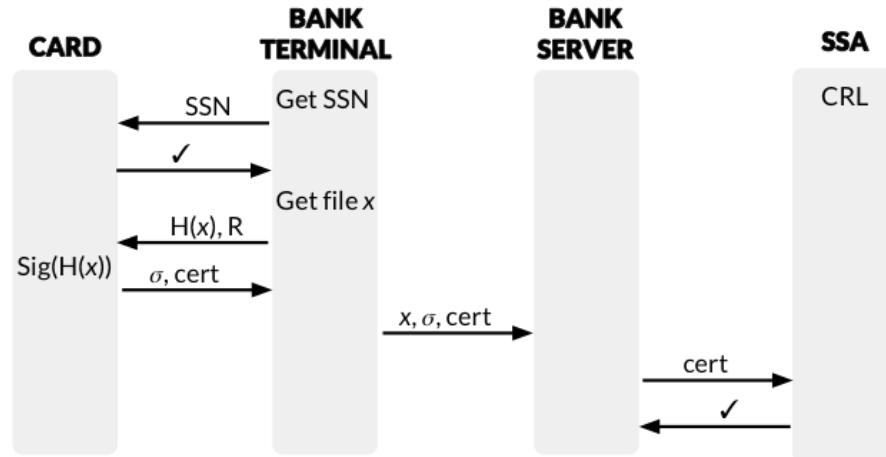 CARD
BANK
TERMINAL
BANK
SERVER
SSA
Get SSN
CRL
SSN
✓
Get file x
H(x), R
Sig(H(x))
σ, cert
x, σ, cert
cert
✓